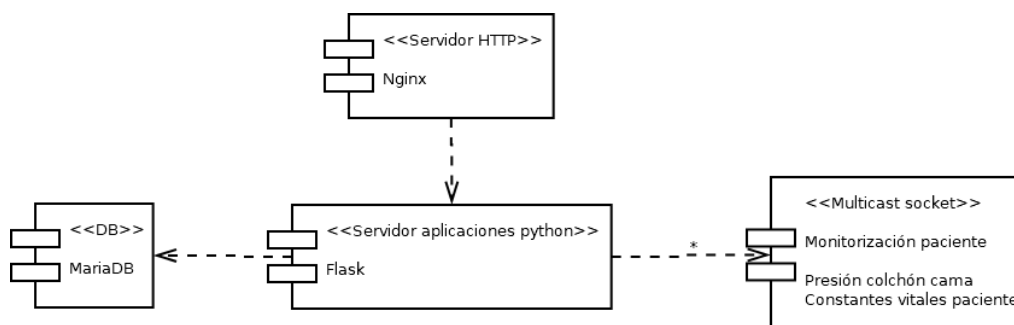 <<Servidor HTTP>>
Nginx
<<DB>>
MariaDB
<<Servidor aplicaciones python>>
Flask
*
<<Multicast socket>>
Monitorización paciente
Presión colchón cama
Constantes vitales paciente